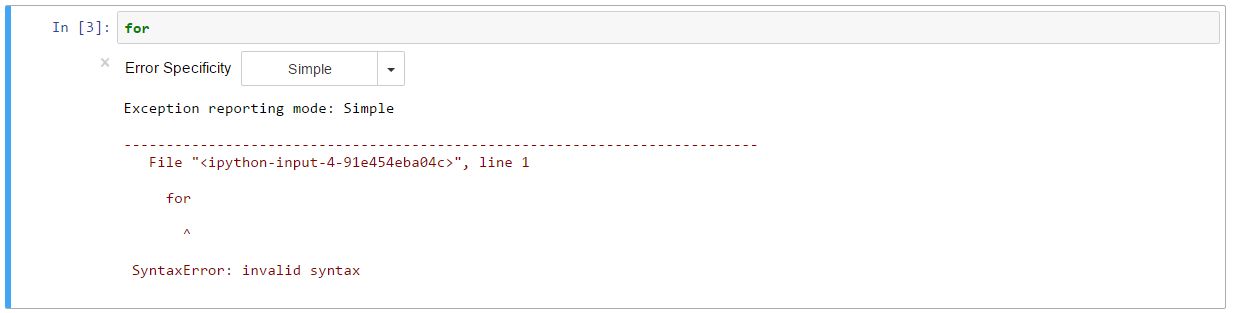 In [3]: for
× Error Specificity Simple
Exception reporting mode: Simple
---------------------------------------------------------------------------
File "<ipython-input-4-91e454eba04c>", line 1
for
^
SyntaxError: invalid syntax